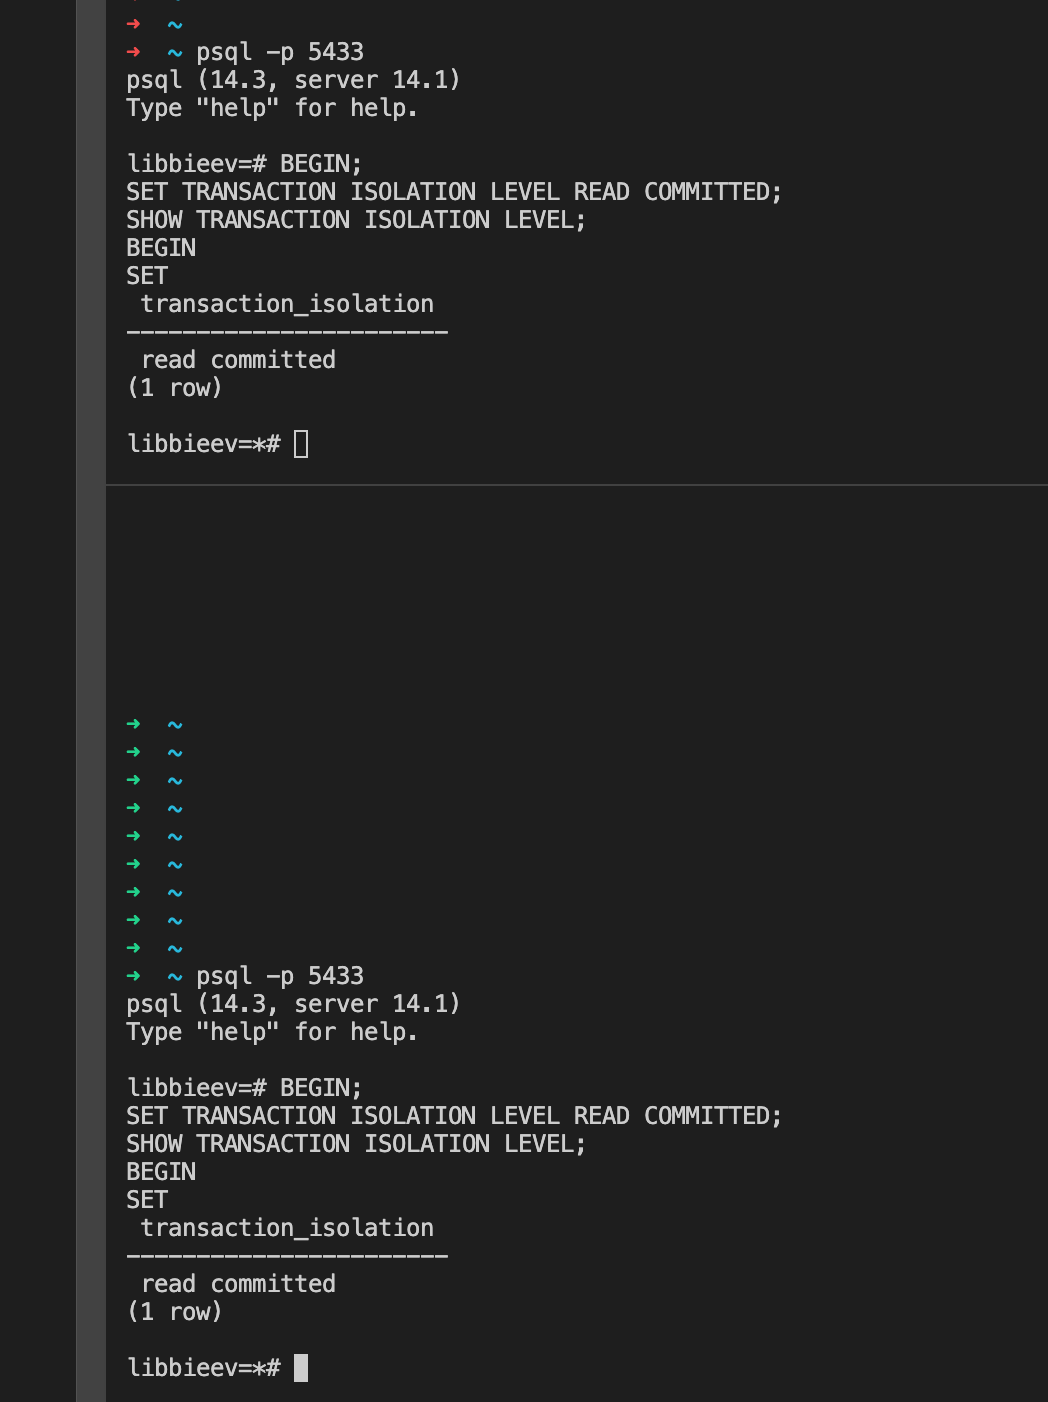 ➜  ~
➜  ~ psql -p 5433
psql (14.3, server 14.1)
Type "help" for help.
libbieev=# BEGIN;
SET TRANSACTION ISOLATION LEVEL READ COMMITTED;
SHOW TRANSACTION ISOLATION LEVEL;
BEGIN
SET
 transaction_isolation
-----------------------
 read committed
(1 row)
libbieev=*#
➜  ~
➜  ~
➜  ~
➜  ~
➜  ~
➜  ~
➜  ~
➜  ~
➜  ~
➜  ~ psql -p 5433
psql (14.3, server 14.1)
Type "help" for help.
libbieev=# BEGIN;
SET TRANSACTION ISOLATION LEVEL READ COMMITTED;
SHOW TRANSACTION ISOLATION LEVEL;
BEGIN
SET
 transaction_isolation
-----------------------
 read committed
(1 row)
libbieev=*#